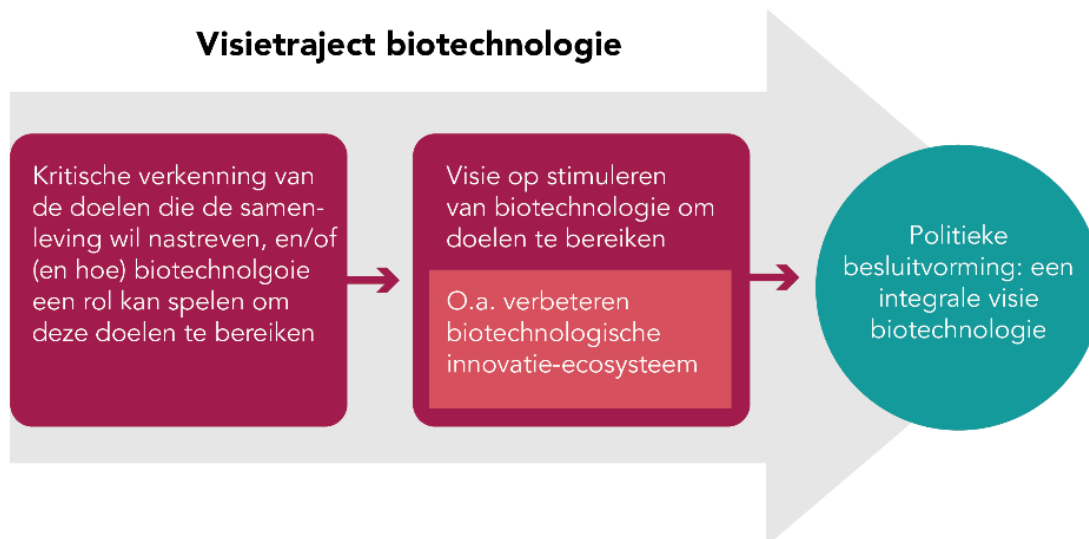 Visietraject biotechnologie
Kritische verkenning van
de doelen die de samen-
leving wil nastreven, en/of
(en hoe) biotechnolgoie
een rol kan spelen om
deze doelen te bereiken
Visie op stimuleren
van biotechnologie om
doelen te bereiken
O.a. verbeteren
biotechnologische
innovatie-ecosysteem
Politieke
besluitvorming: een
integrale visie
biotechnologie